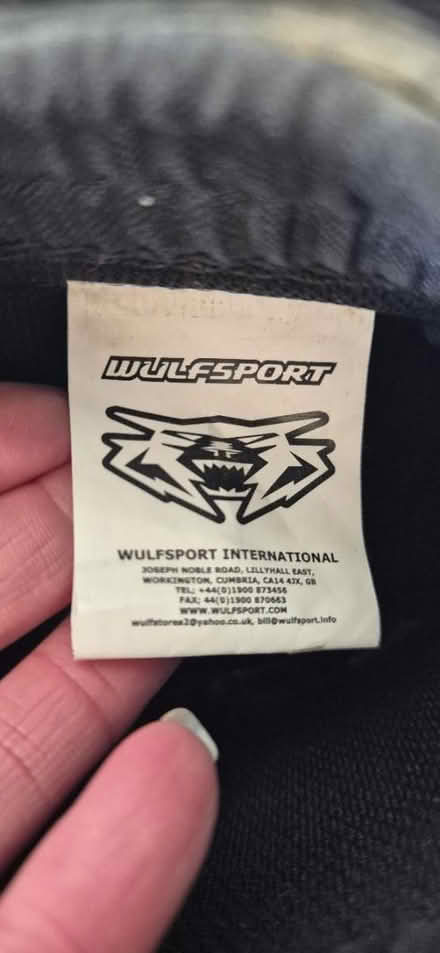 WULFSPORT
WULFSPORT INTERNATIONAL
JOSEPH NOBLE ROAD, LILLYHALL EAST,
WORKINGTON, CUMBRIA, CA14 4JX, GB
TEL; +44(0)1900 873456
FAX; 44(0)1900 870663
WWW.WULFSPORT.COM
wulfstores2@yahoo.co.uk, bill@wulfsport.info